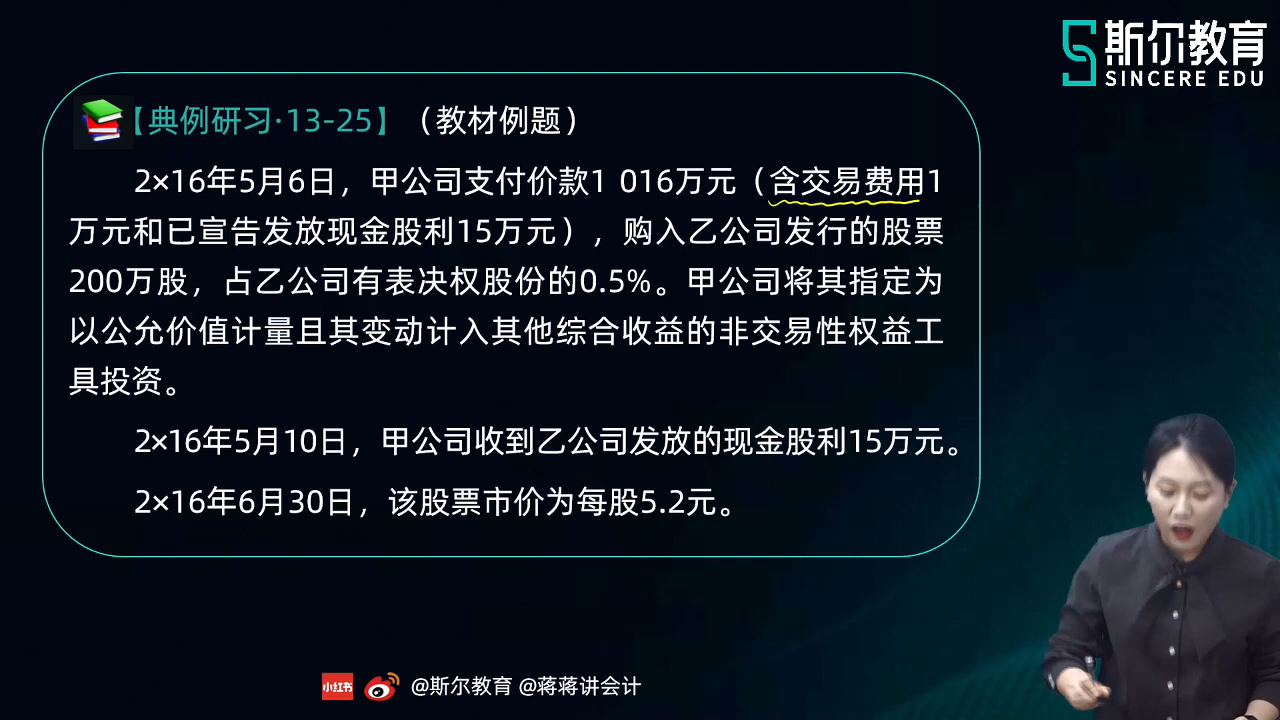 斯尔教育
SINCERE EDU
【典例研习·13-25】（教材例题）
2×16年5月6日，甲公司支付价款1 016万元（含交易费用1
万元和已宣告发放现金股利15万元），购入乙公司发行的股票
200万股，占乙公司有表决权股份的0.5%。甲公司将其指定为
以公允价值计量且其变动计入其他综合收益的非交易性权益工
具投资。
2×16年5月10日，甲公司收到乙公司发放的现金股利15万元。
2×16年6月30日，该股票市价为每股5.2元。
小红书 @斯尔教育 @蒋蒋讲会计